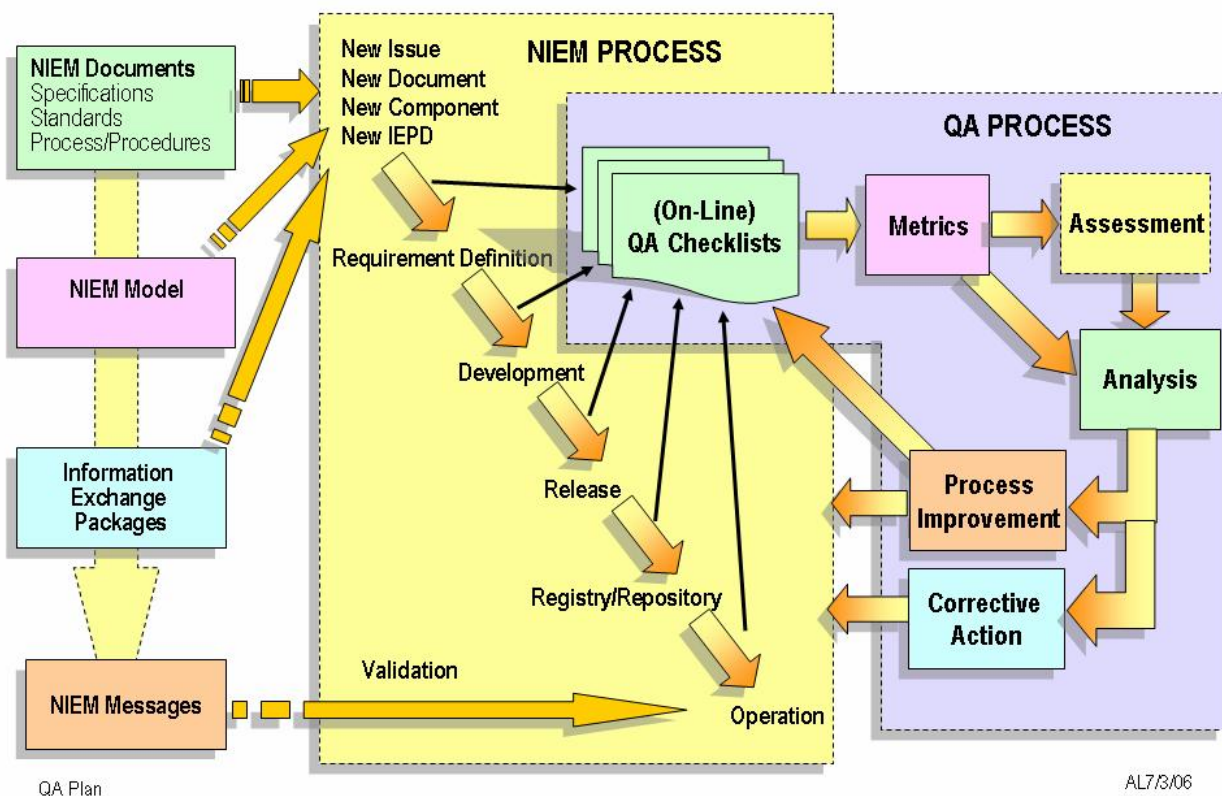 NIEM Documents
Specifications
Standards
Process/Procedures
NIEM Model
Information
Exchange
Packages
NIEM Messages
NIEM PROCESS
New Issue
New Document
New Component
New IEPD
Requirement Definition
Development
Release
Registry/Repository
Validation
Operation
QA PROCESS
(On-Line)
QA Checklists
Metrics
Assessment
Analysis
Process
Improvement
Corrective
Action
QA Plan
AL7/3/06